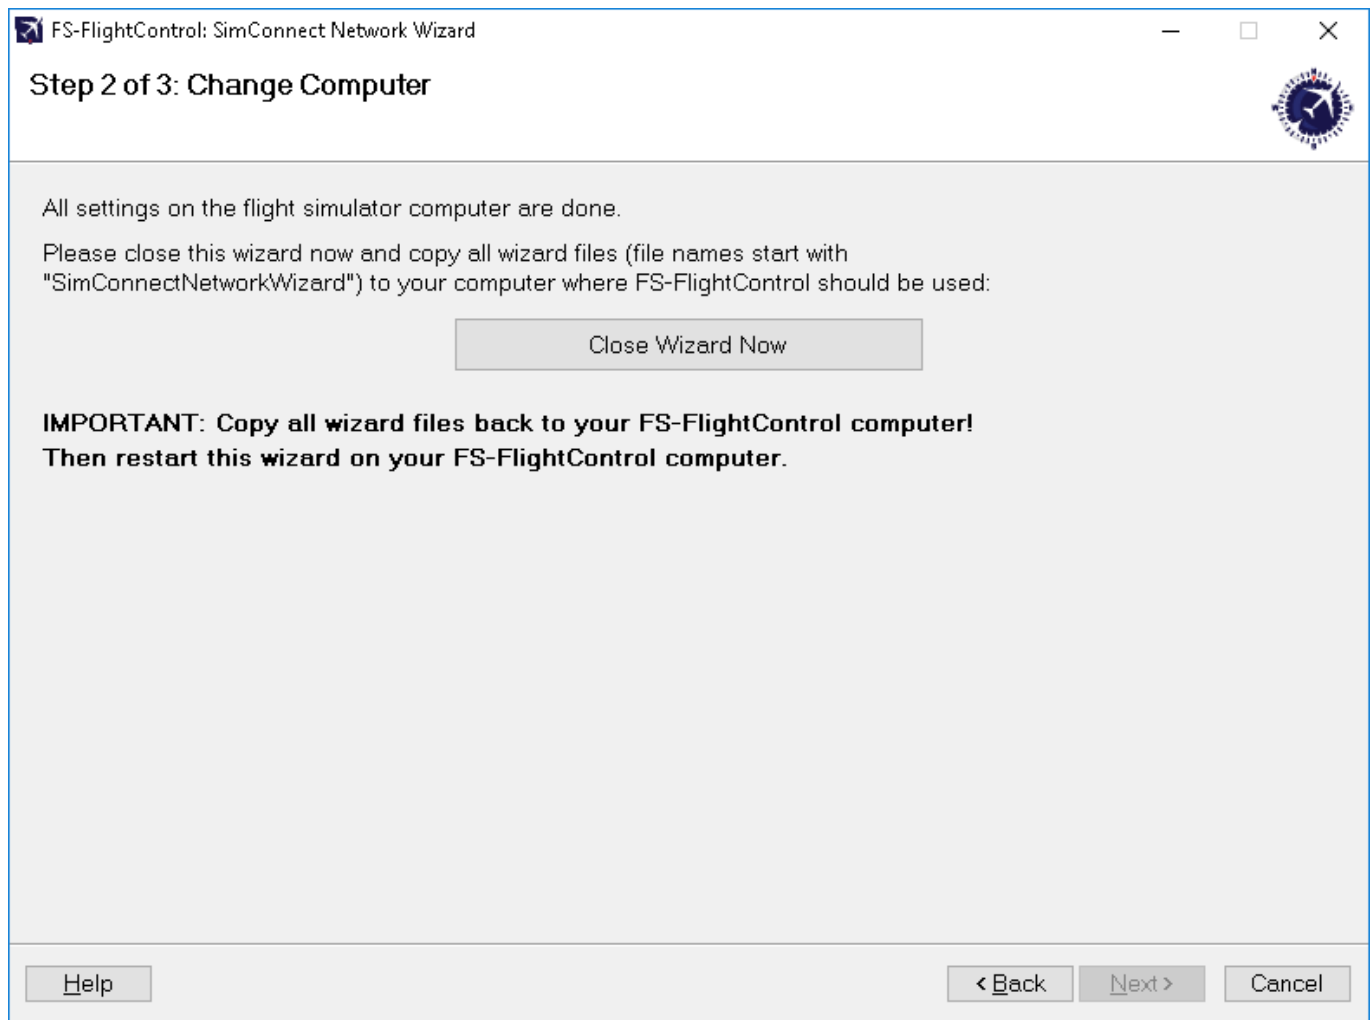 FS-FlightControl: SimConnect Network Wizard
Step 2 of 3: Change Computer
All settings on the flight simulator computer are done.
Please close this wizard now and copy all wizard files (file names start with
"SimConnectNetworkWizard") to your computer where FS-FlightControl should be used:
Close Wizard Now
IMPORTANT: Copy all wizard files back to your FS-FlightControl computer!
Then restart this wizard on your FS-FlightControl computer.
Help
< Back
Next >
Cancel